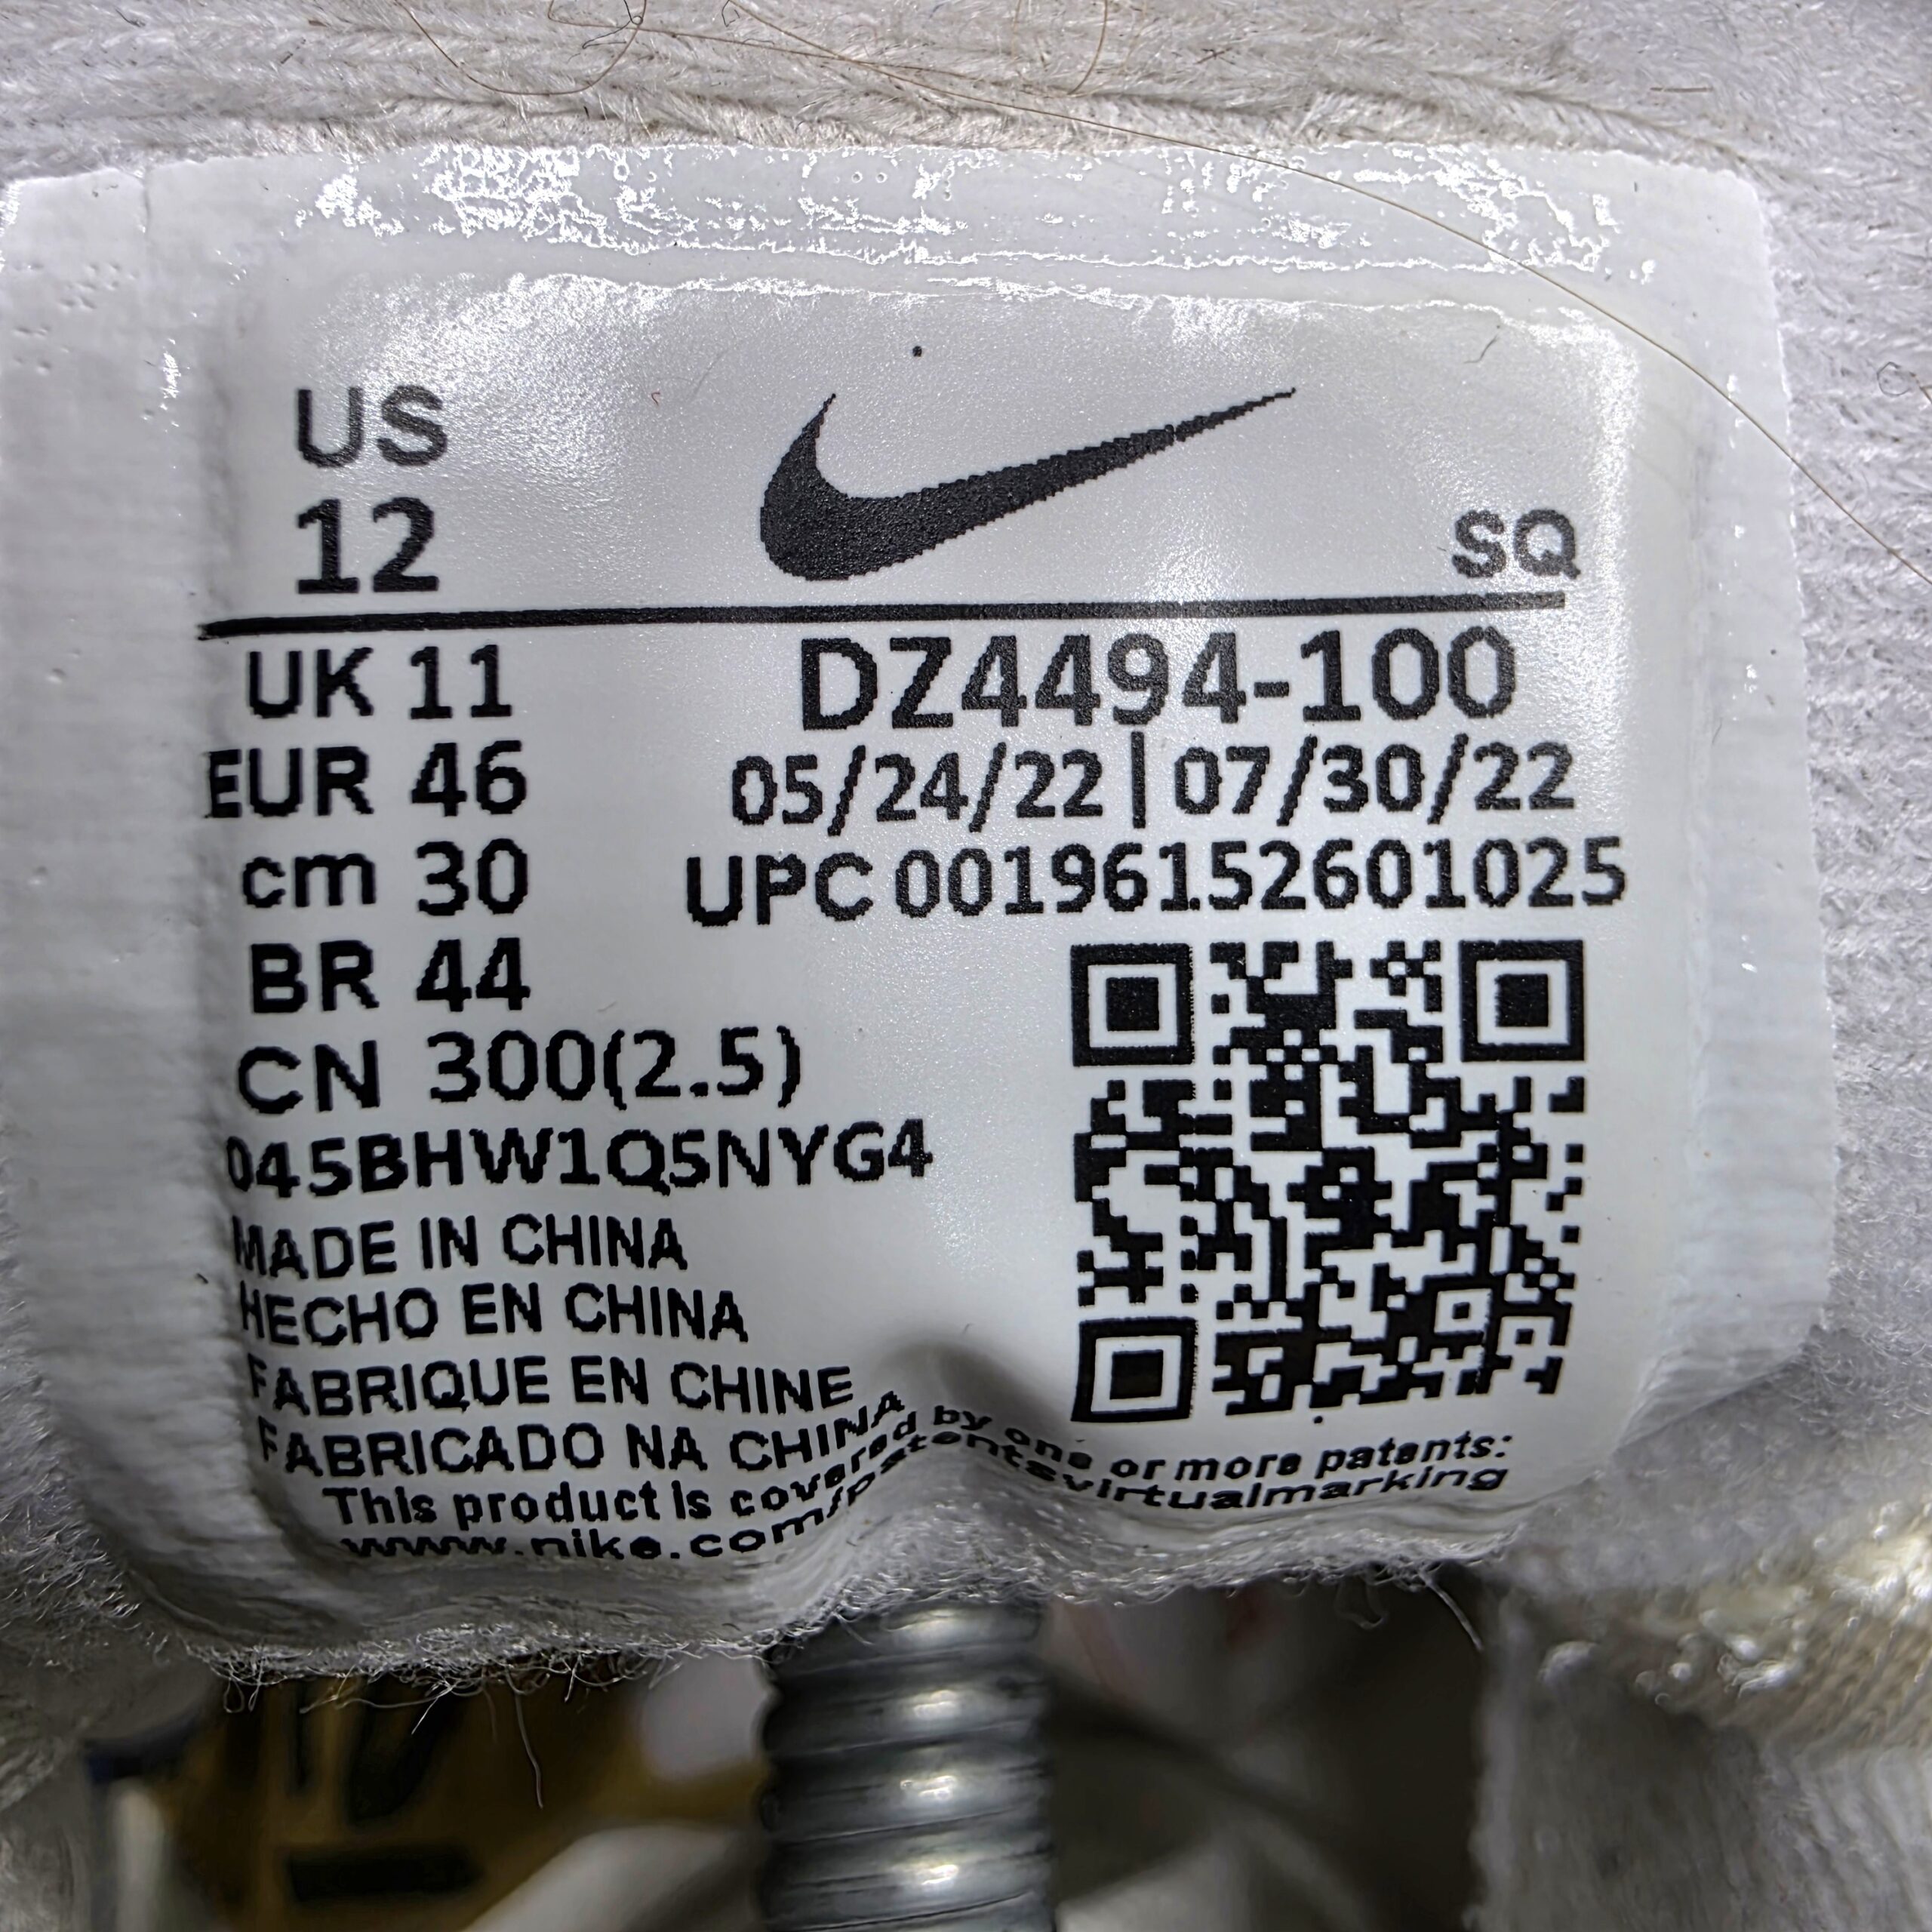 US
12
SQ
UK 11
EUR 46
cm 30
BR 44
CN 300(2.5)
DZ4494-100
05/24/22|07/30/22
UPC 00196152601025
045BHW1Q5NYG4
MADE IN CHINA
HECHO EN CHINA
FABRIQUE EN CHINE
FABRICADO NA CHINA
This product is covered by one or more patents:
www.nike.com/patentsvirtualmarking